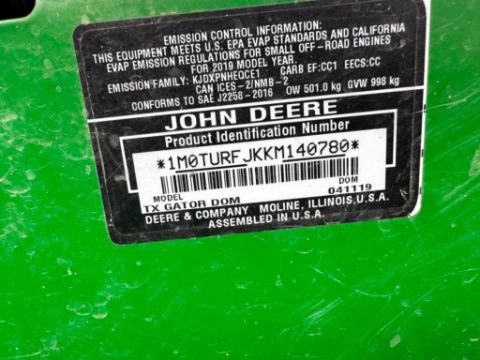 EMISSION CONTROL INFORMATION:
THIS EQUIPMENT MEETS U.S. EPA EVAP STANDARDS AND CALIFORNIA
EVAP EMISSION REGULATIONS FOR SMALL OFF-ROAD ENGINES
FOR 2019 MODEL YEAR.
EMISSION FAMILY: KJDXPNHEQCE1 CARB EF:CC1 EECS:CC
CAN ICES-2/NMB-2
CONFORMS TO SAE J2258-2016 OW 501.0 kg GVW 998 kg
JOHN DEERE
Product Identification Number
*1M0TURFJKKM140780*
MODEL DOM
TX GATOR DOM 041119
DEERE & COMPANY MOLINE, ILLINOIS, U.S.A.
ASSEMBLED IN U.S.A.